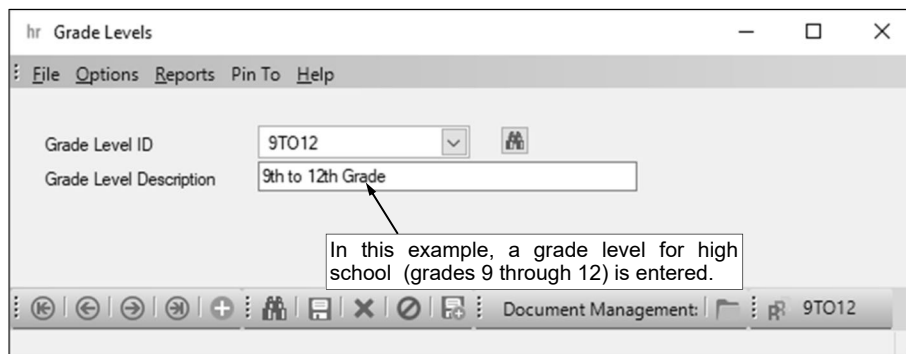 hr Grade Levels
File Options Reports Pin To Help
Grade Level ID 9TO12
Grade Level Description 9th to 12th Grade
In this example, a grade level for high
school (grades 9 through 12) is entered.
Document Management: 9TO12